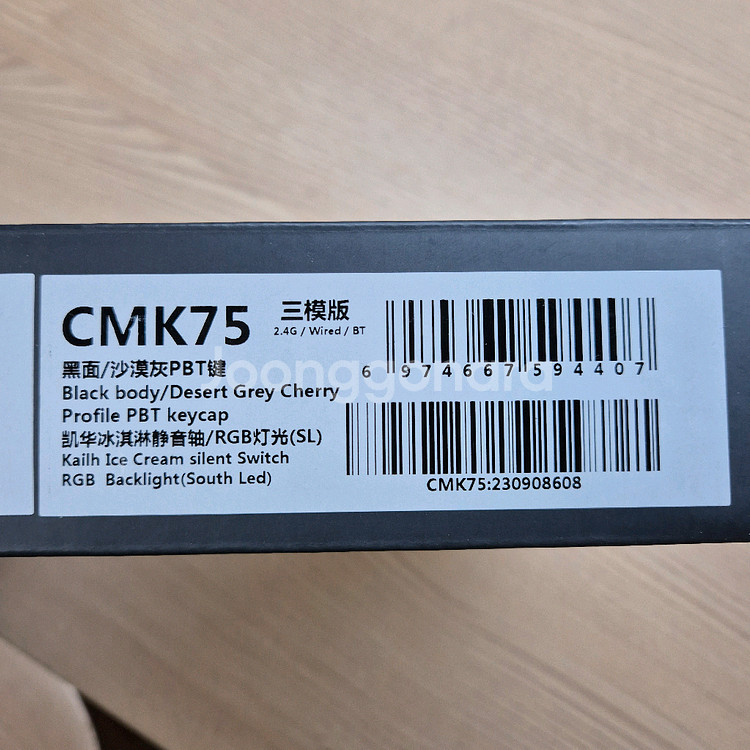 CMK75
三模版
2.4G / Wired / BT
黑面/沙漠灰PBT键
Black body/Desert Grey Cherry
Profile PBT keycap
凯华冰淇淋静音轴/RGB灯光(SL)
Kailh Ice Cream silent Switch
RGB Backlight(South Led)
6 974667 594407
CMK75:230908608
Joonggonara